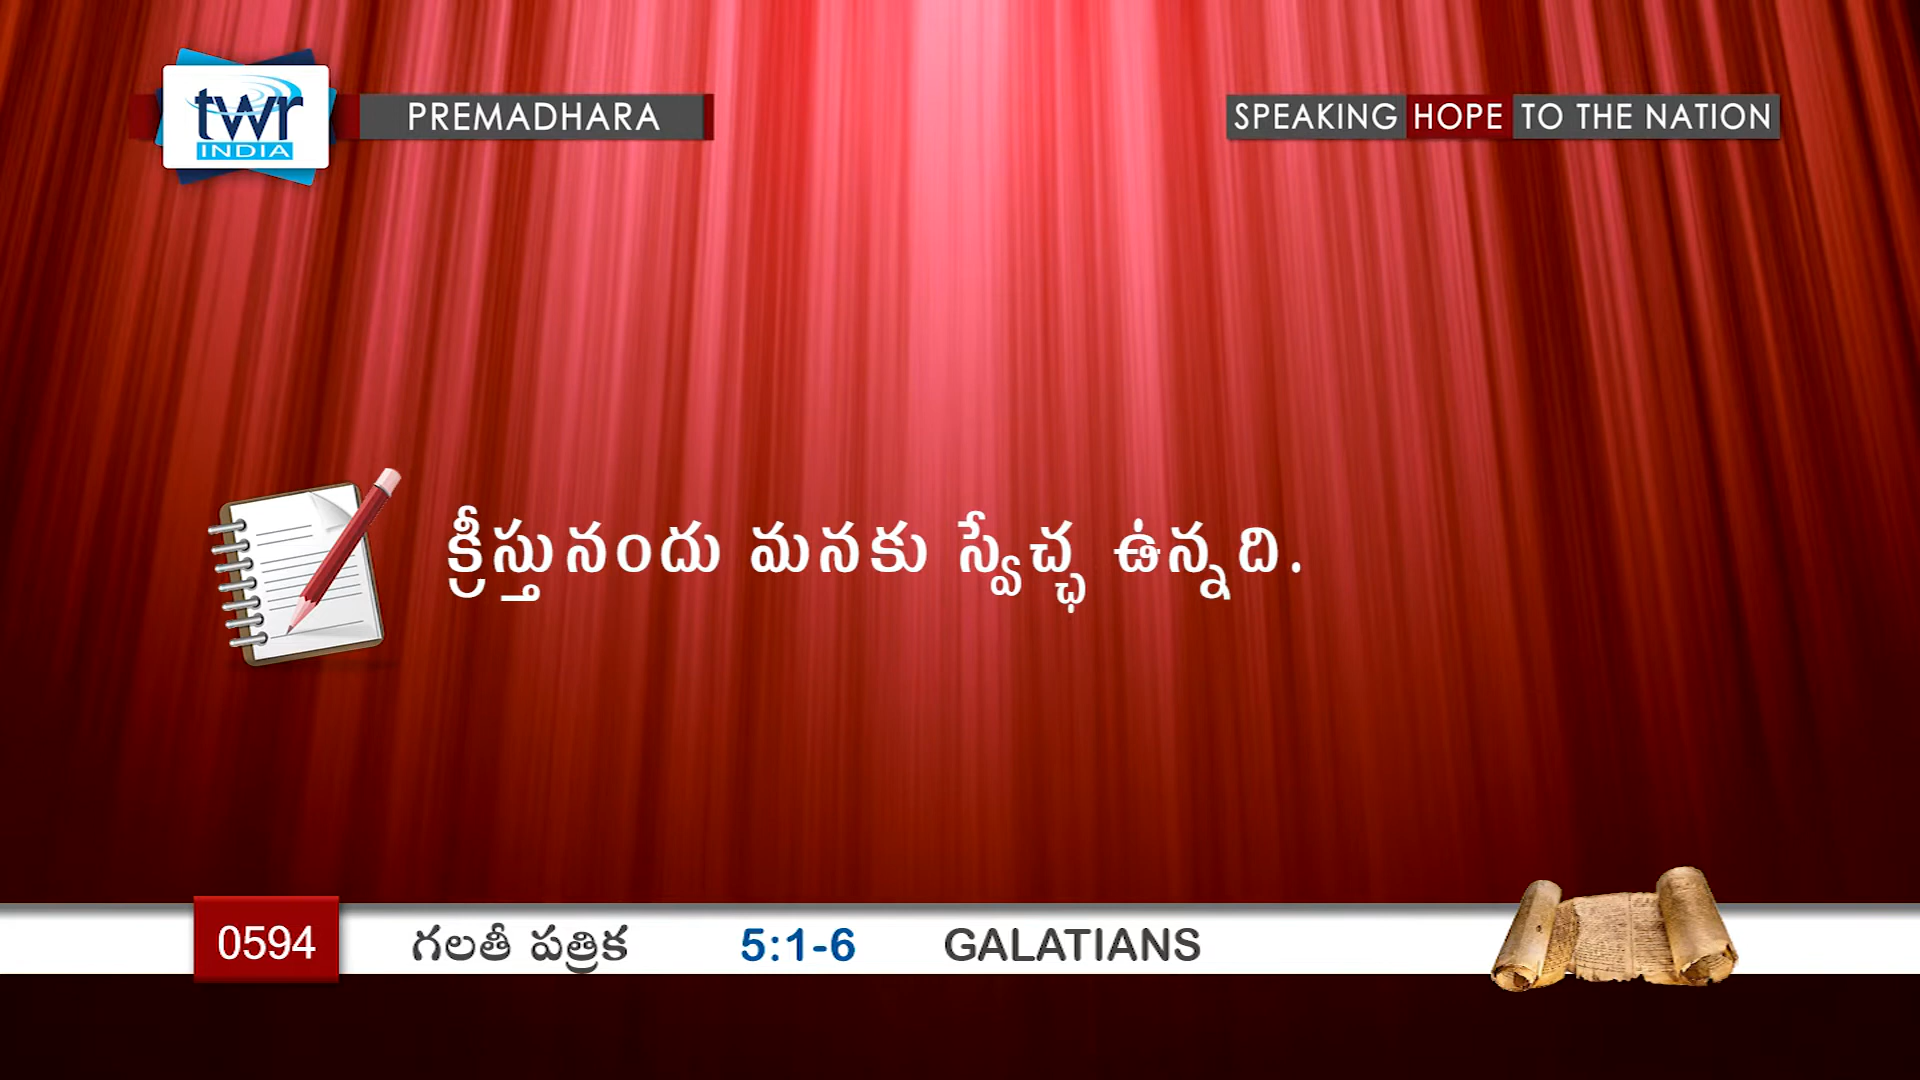 twr
INDIA
PREMADHARA
SPEAKING HOPE TO THE NATION
క్రీస్తునందు మనకు స్వేచ్ఛ ఉన్నది.
0594 గలతీ పత్రిక 5:1-6 GALATIANS